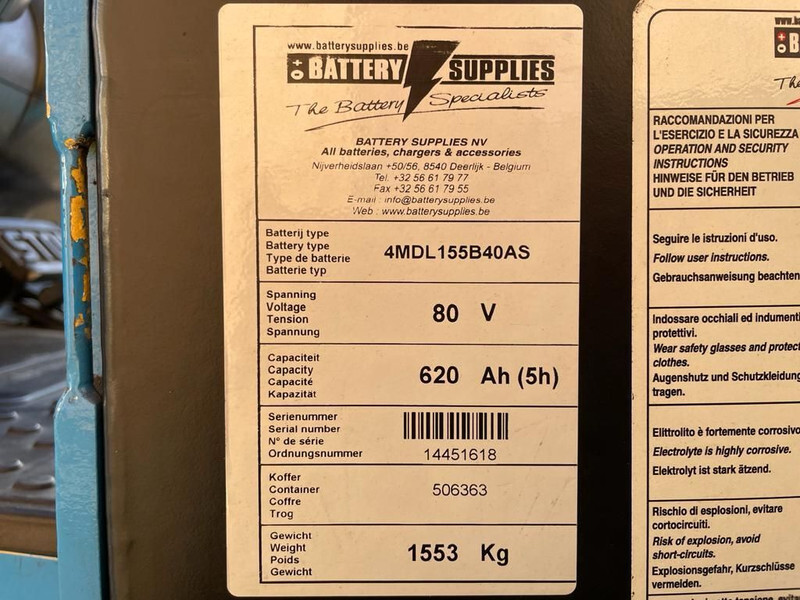 www.batterysupplies.be
BATTERY SUPPLIES
The Battery Specialists
BATTERY SUPPLIES NV
All batteries, chargers & accessories
Nijverheidslaan +50/56, 8540 Deerlijk - Belgium
Tel. +32 56 61 79 77
Fax +32 56 61 79 55
E-mail : info@batterysupplies.be
Web : www.batterysupplies.be
Batterij type
Battery type
Type de batterie
Batterie typ
4MDL155B40AS
Spanning
Voltage
Tension
Spannung
80 V
Capaciteit
Capacity
Capacité
Kapazität
620 Ah (5h)
Serienummer
Serial number
N° de série
Ordnungsnummer
14451618
Koffer
Container
Coffre
Trog
506363
Gewicht
Weight
Poids
Gewicht
1553 Kg
RACCOMANDAZIONI PER
L'ESERCIZIO E LA SICUREZZA
OPERATION AND SECURITY
INSTRUCTIONS
HINWEISE FÜR DEN BETRIEB
UND DIE SICHERHEIT
Seguire le istruzioni d'uso.
Follow user instructions.
Gebrauchsanweisung beachten
Indossare occhiali ed indumenti
protettivi.
Wear safety glasses and protec
clothes.
Augenshutz und Schutzkleidung
tragen.
Elittrolito è fortemente corrosivo
Electrolyte is highly corrosive.
Elektrolyt ist stark ätzend.
Rischio di esplosioni, evitare
cortocircuiti.
Risk of explosion, avoid
short-circuits.
Explosionsgefahr, Kurzschlüsse
vermeiden.